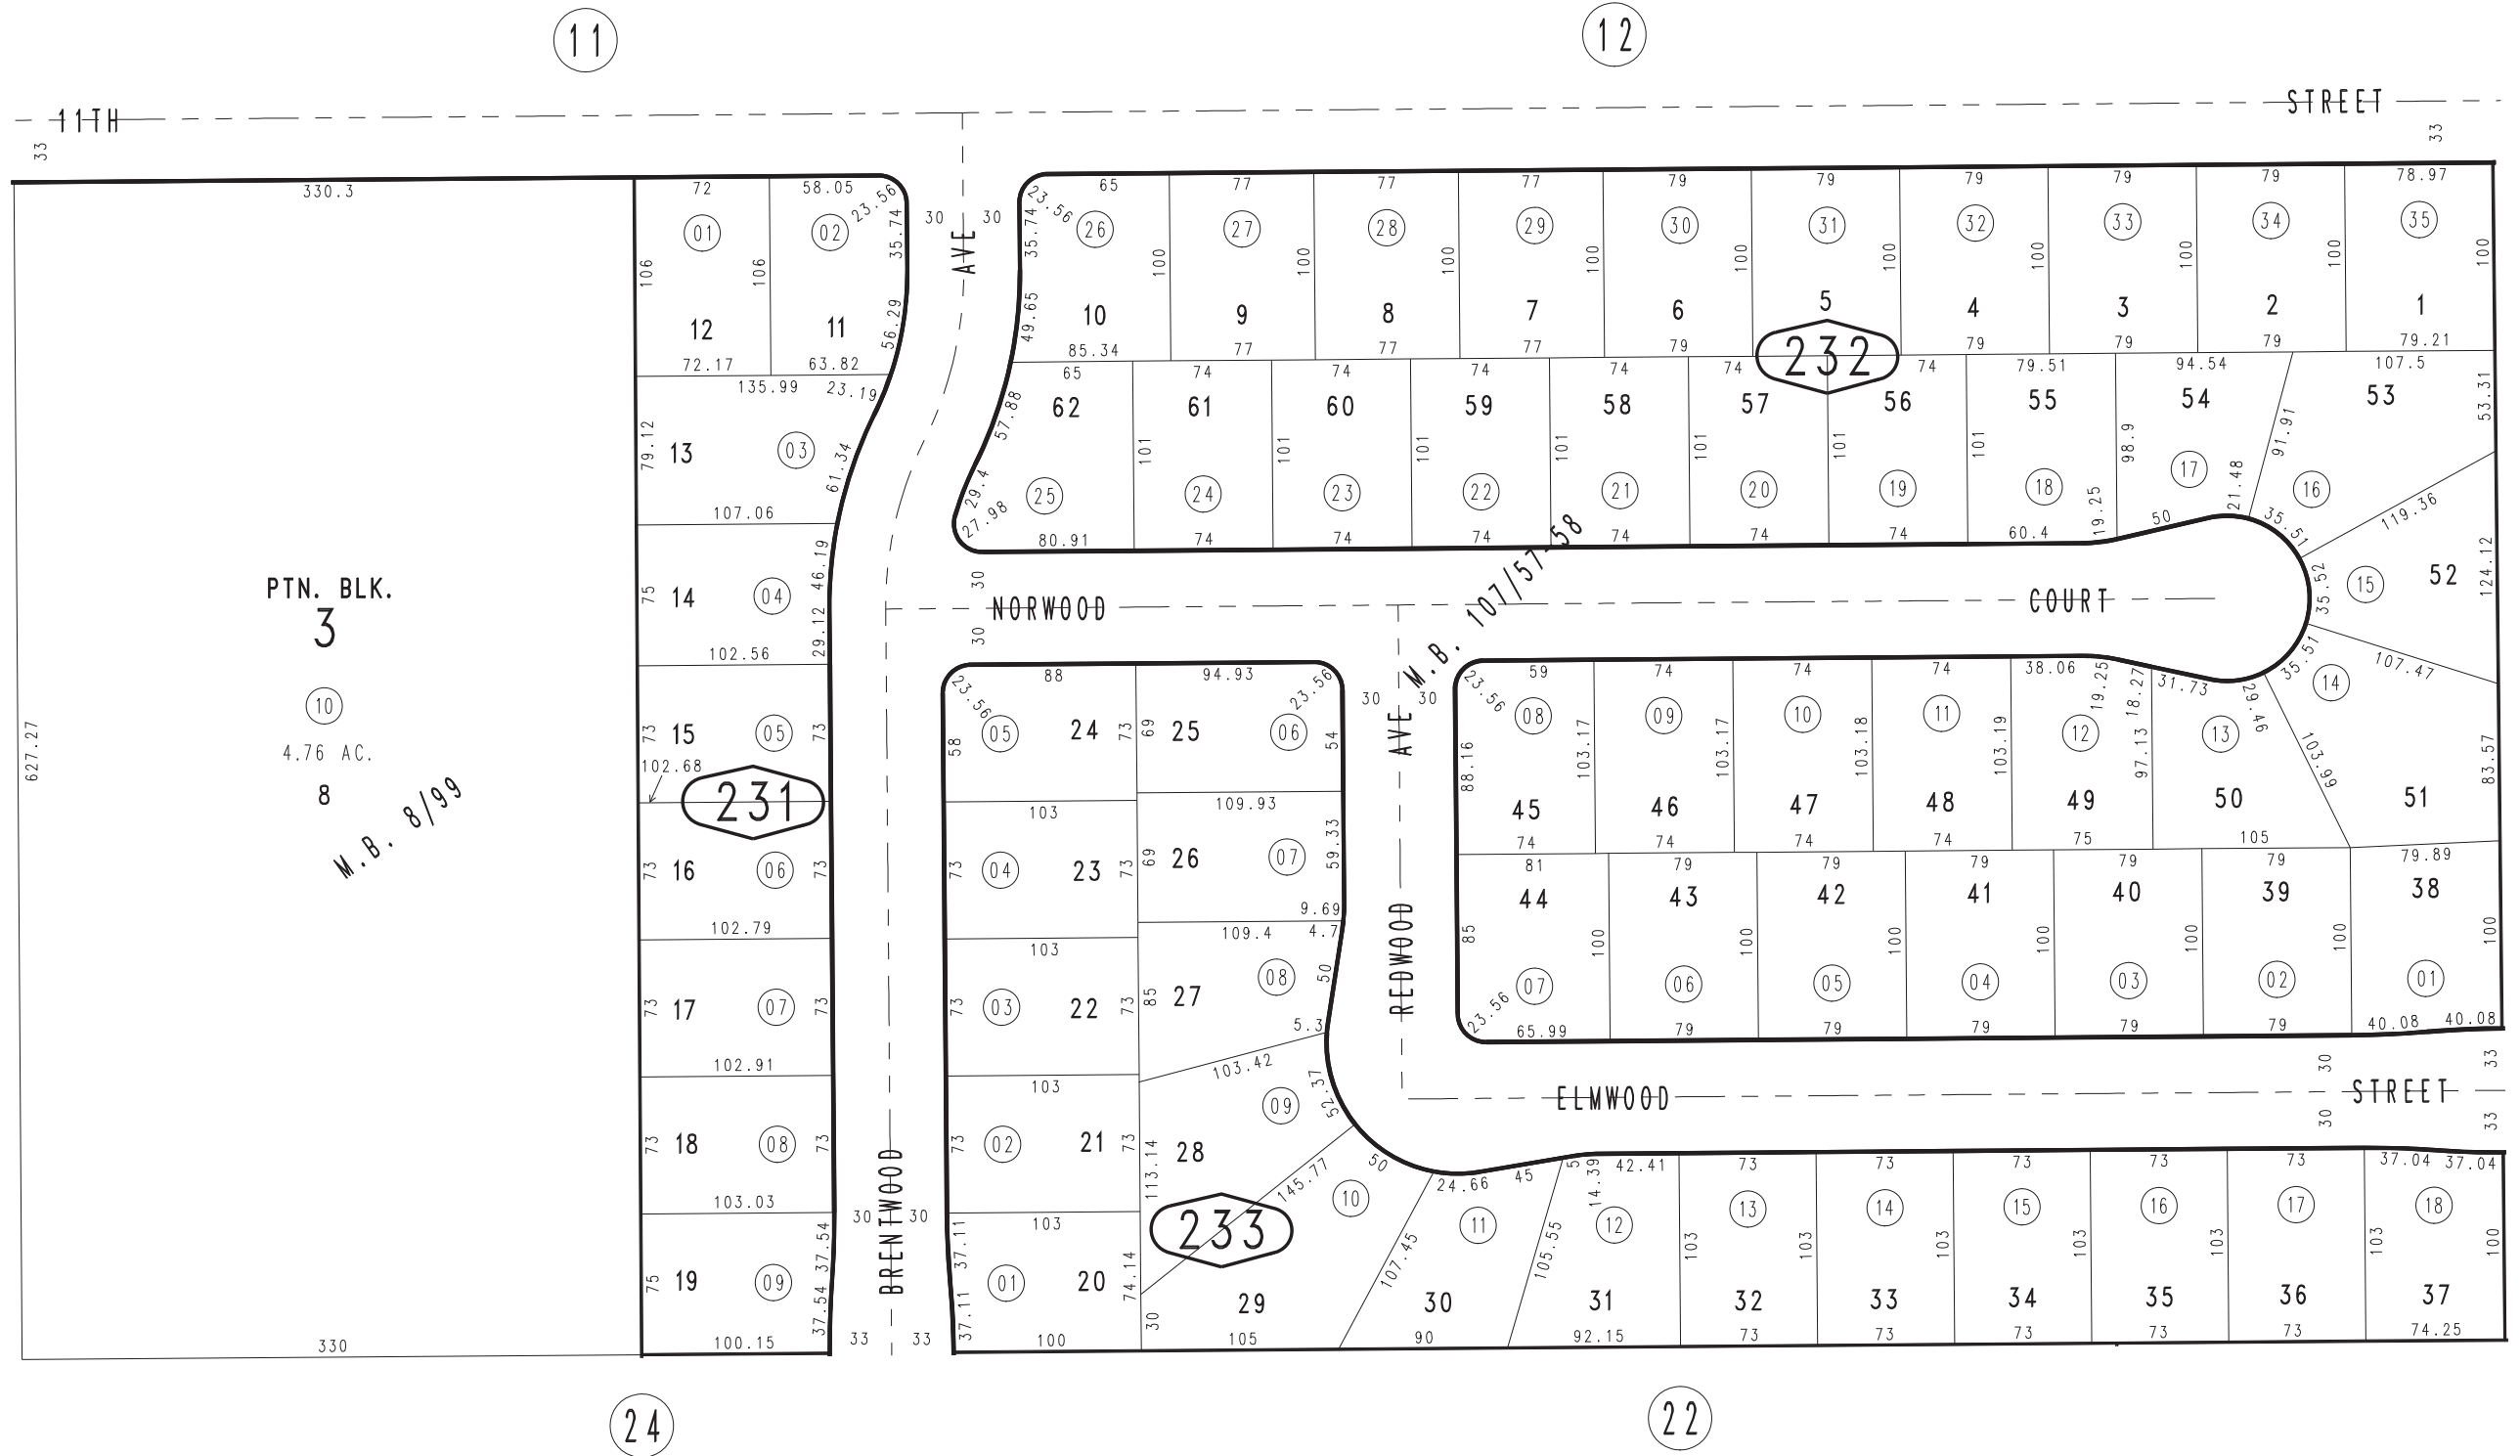 11 12
11TH STREET
33 33
330.3 72 58.05 23.56 30 30 23.56 65 77 77 77 79 79 79 79 79 78.97
01 02 35.74 AVE 35.74 26 27 28 29 30 31 32 33 34 35
106 106 100 100 100 100 100 100 100 100 100 100
12 11 56.29 49.65 10 9 8 7 6 5 4 3 2 1
72.17 63.82 85.34 77 77 77 79 232 79 79 79 79.21
135.99 23.19 65 74 74 74 74 74 74 79.51 94.54 107.5
62 61 60 59 58 57 56 55 54 53 53.31
79.12 13 03 61.34 57.88 101 101 101 101 101 101 101 98.9 91.91
29.4 27.98 25 24 23 22 21 20 19 18 17 21.48 16
107.06 80.91 74 74 74 74 74 74 60.4 19.25 50 35.51 119.36
PTN. BLK.
3
75 14 04 46.19 29.12 35.52 15 52 124.12
30 NORWOOD COURT
30
M.B. 107/57-58
102.56 88 94.93 59 74 74 74 38.06 19.25 18.27 31.73 35.51 107.47
10 23.56 23.56 30 30 23.56 08 09 10 11 12 13 29.46 14
4.76 AC.
8
M.B. 8/99
627.27
73 15 05 73 58 05 24 73 69 25 06 54 AVE 88.16 103.17 103.17 103.18 103.19 97.13 103.99 83.57
102.68 231 45 46 47 48 49 50 51
103 109.93 74 74 74 74 75 105
73 16 06 73 73 04 23 73 69 26 07 59.33 81 79 79 79 79 79 79.89
9.69 44 43 42 41 40 39 38
102.79 103 109.4 4.7 REDWOOD 85 100 100 100 100 100 100 100
73 17 07 73 73 03 22 73 85 27 08 50 07 06 05 04 03 02 01
5.3 23.56 65.99 79 79 79 79 79 40.08 40.08
102.91 103 103.42 30 33
ELMWOOD STREET
30 33
73 18 08 73 73 02 21 73 113.14 28 09 52.37
103.03 103 145.77 50 24.66 45 5 14.39 42.41 73 73 73 73 73 37.04 37.04
BRENTWOOD
30 30 233 10 11 12 13 14 15 16 17 18
75 19 09 37.54 37.54 37.11 37.11 01 20 74.14 107.45 105.55 103 103 103 103 103 103 100
30 29 30 31 32 33 34 35 36 37
330 100.15 33 33 100 105 90 92.15 73 73 73 73 73 74.25
24 22